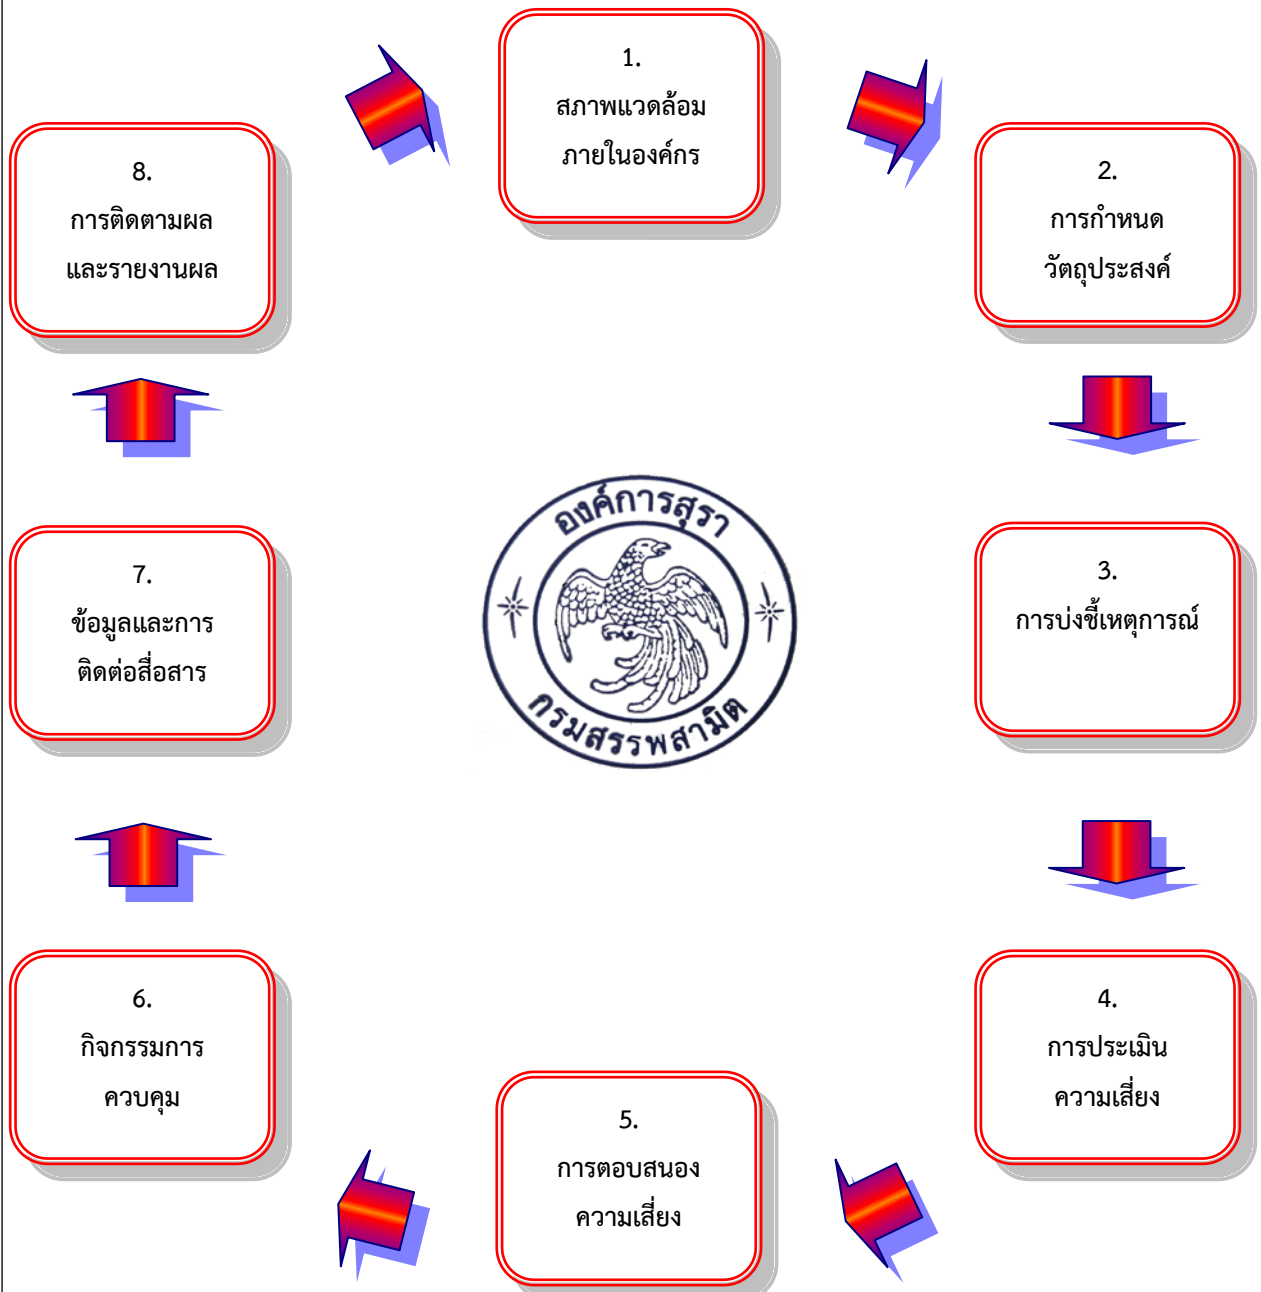 1.
สภาพแวดล้อม
ภายในองค์กร
2.
การกำหนด
วัตถุประสงค์
3.
การบ่งชี้เหตุการณ์
4.
การประเมิน
ความเสี่ยง
5.
การตอบสนอง
ความเสี่ยง
6.
กิจกรรมการ
ควบคุม
7.
ข้อมูลและการ
ติดต่อสื่อสาร
8.
การติดตามผล
และรายงานผล
องค์การสุรา
กรมสรรพสามิต